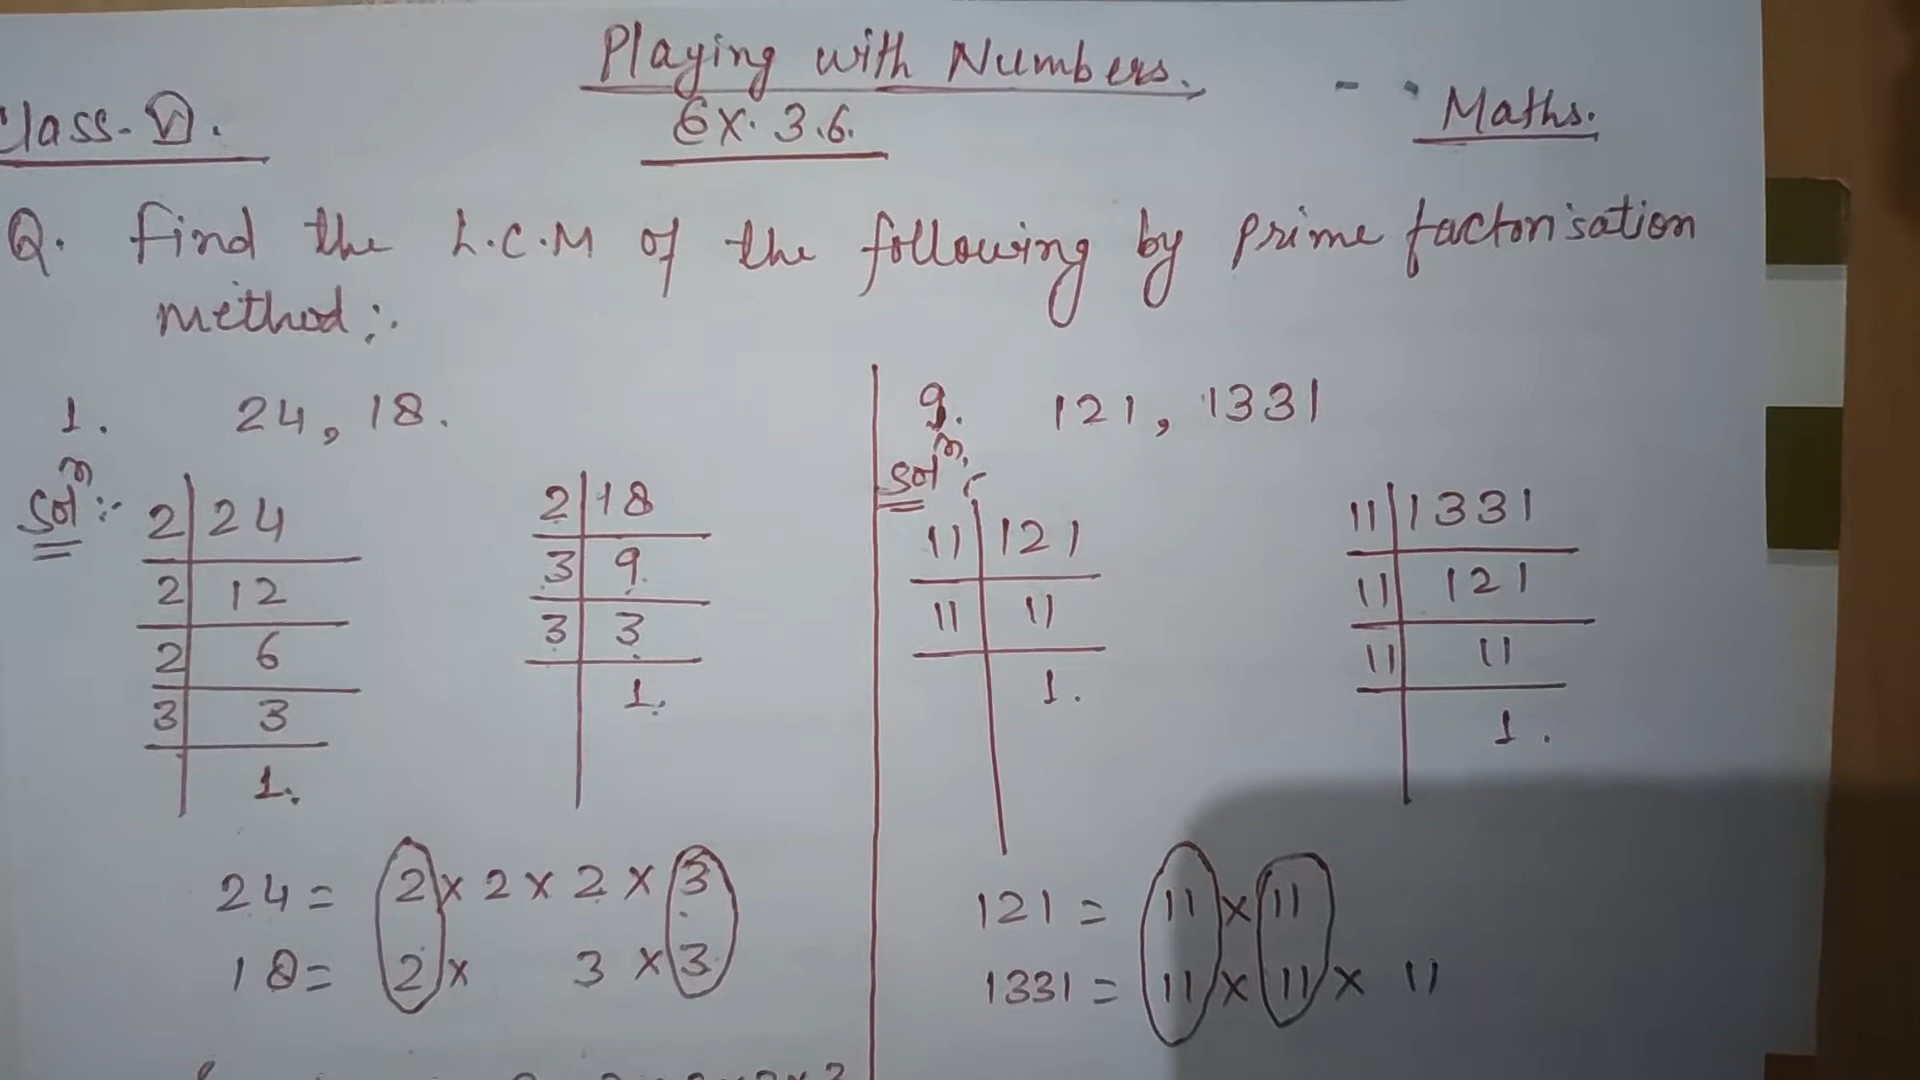 Playing with Numbers.
Class-V.
Ex. 3.6.
Maths.
Q. Find the L.C.M of the following by prime factorisation
method:.
1. 24, 18.
Solⁿ:-
2 24
2 12
2 6
3 3
1.
2 18
3 9
3 3
1.
24 = 2 x 2 x 2 x 3
18 = 2 x 3 x 3
9. 121, 1331
Solⁿ.-
11 121
11 11
1.
11 1331
11 121
11 11
1.
121 = 11 x 11
1331 = 11 x 11 x 11